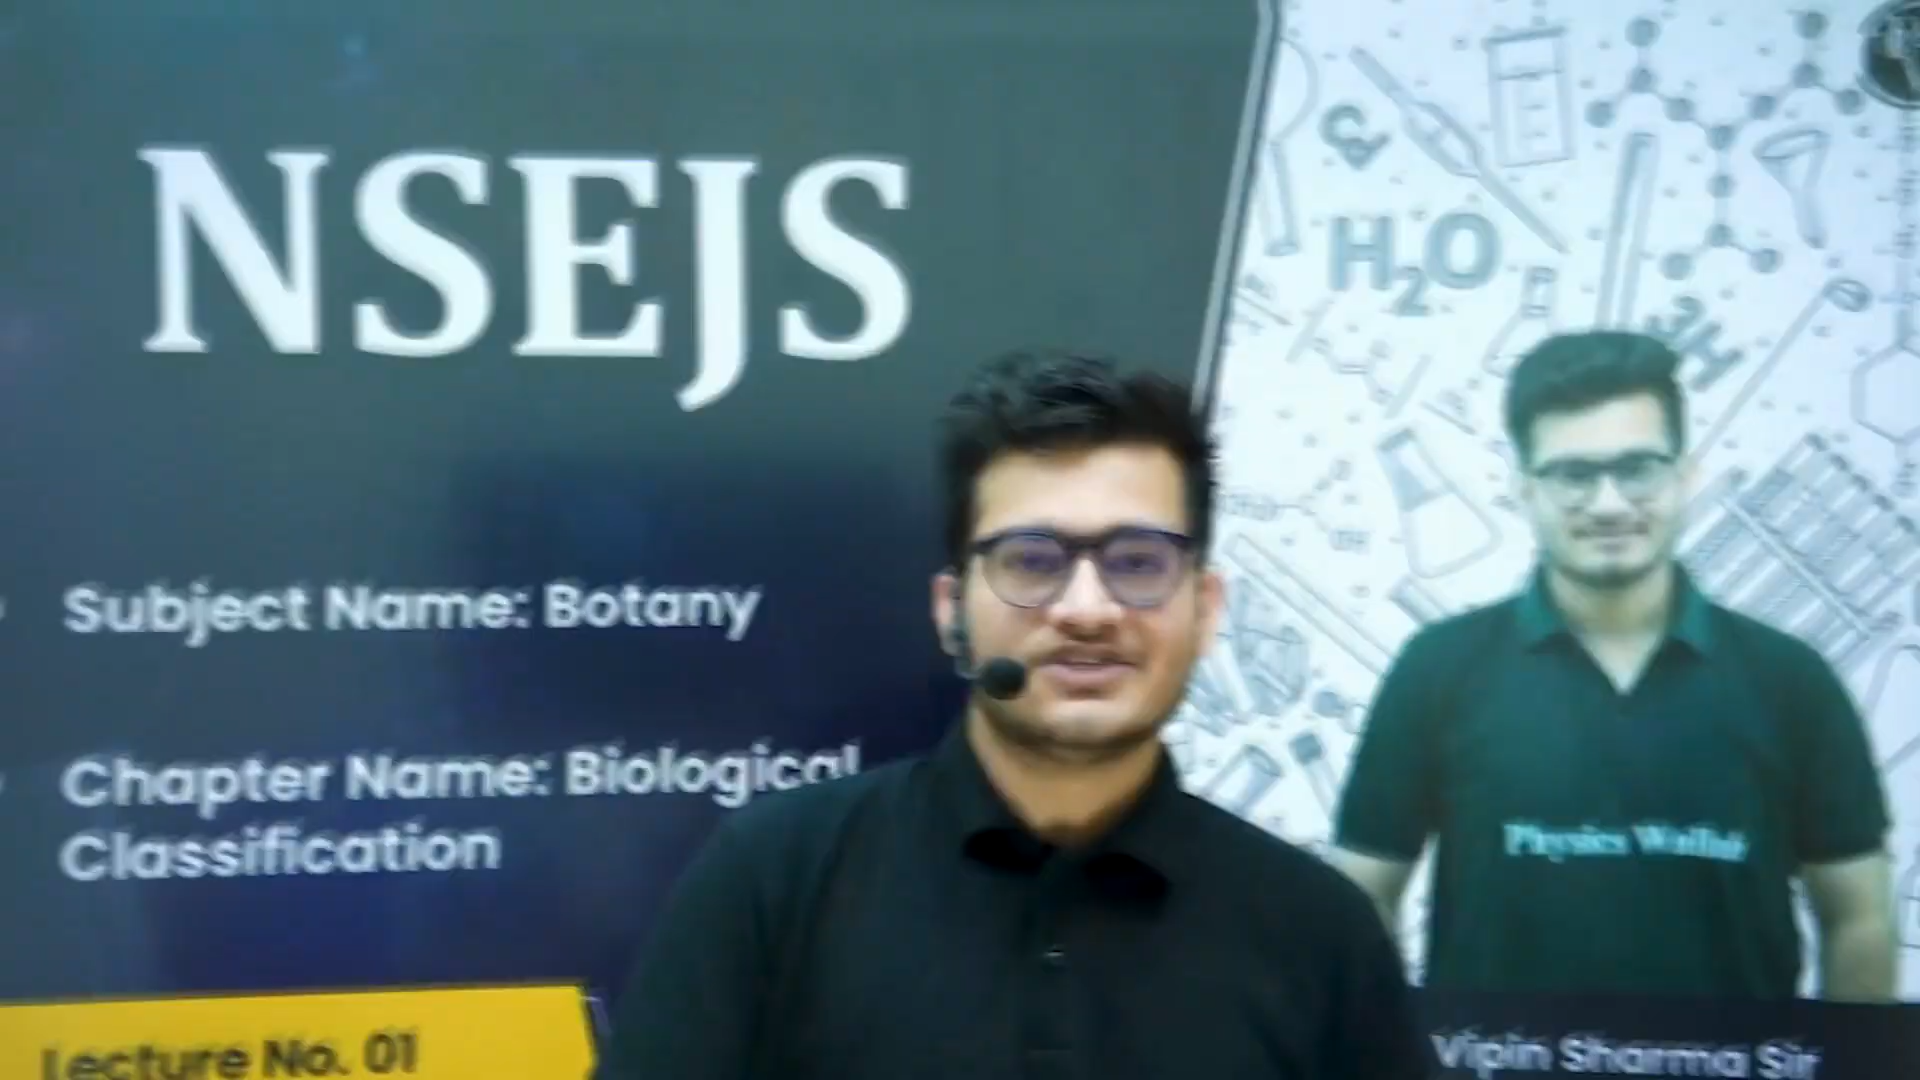 NSEJS
H₂O
Subject Name: Botany
Chapter Name: Biological
Classification
Physics Wallah
Lecture No. 01
Vipin Sharma Sir